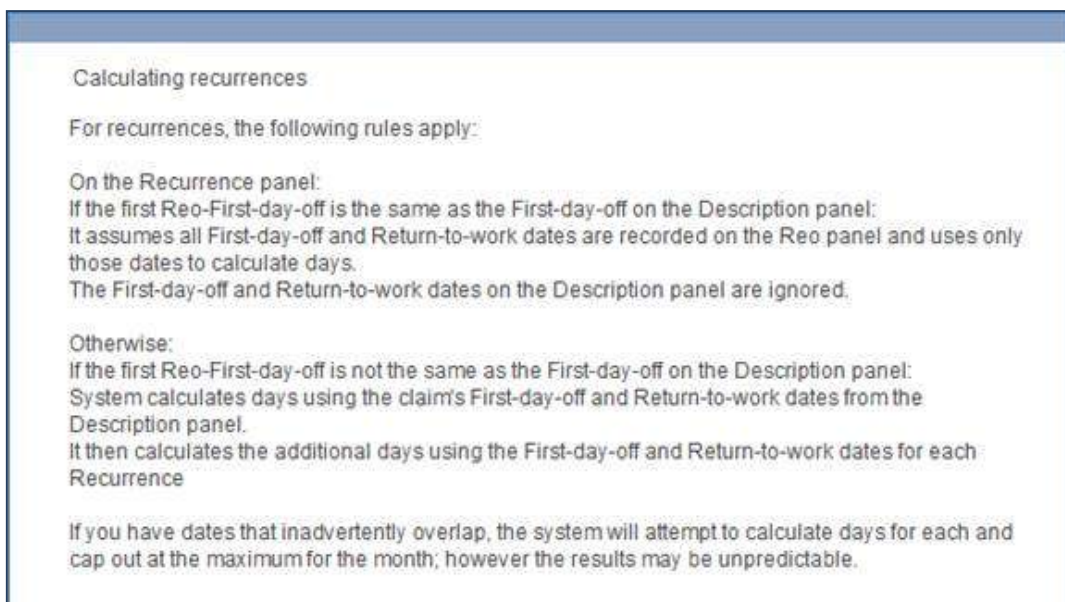 Calculating recurrences
For recurrences, the following rules apply:
On the Recurrence panel:
If the first Reo-First-day-off is the same as the First-day-off on the Description panel:
It assumes all First-day-off and Return-to-work dates are recorded on the Reo panel and uses only
those dates to calculate days.
The First-day-off and Return-to-work dates on the Description panel are ignored.
Otherwise:
If the first Reo-First-day-off is not the same as the First-day-off on the Description panel:
System calculates days using the claim's First-day-off and Return-to-work dates from the
Description panel.
It then calculates the additional days using the First-day-off and Return-to-work dates for each
Recurrence
If you have dates that inadvertently overlap, the system will attempt to calculate days for each and
cap out at the maximum for the month; however the results may be unpredictable.